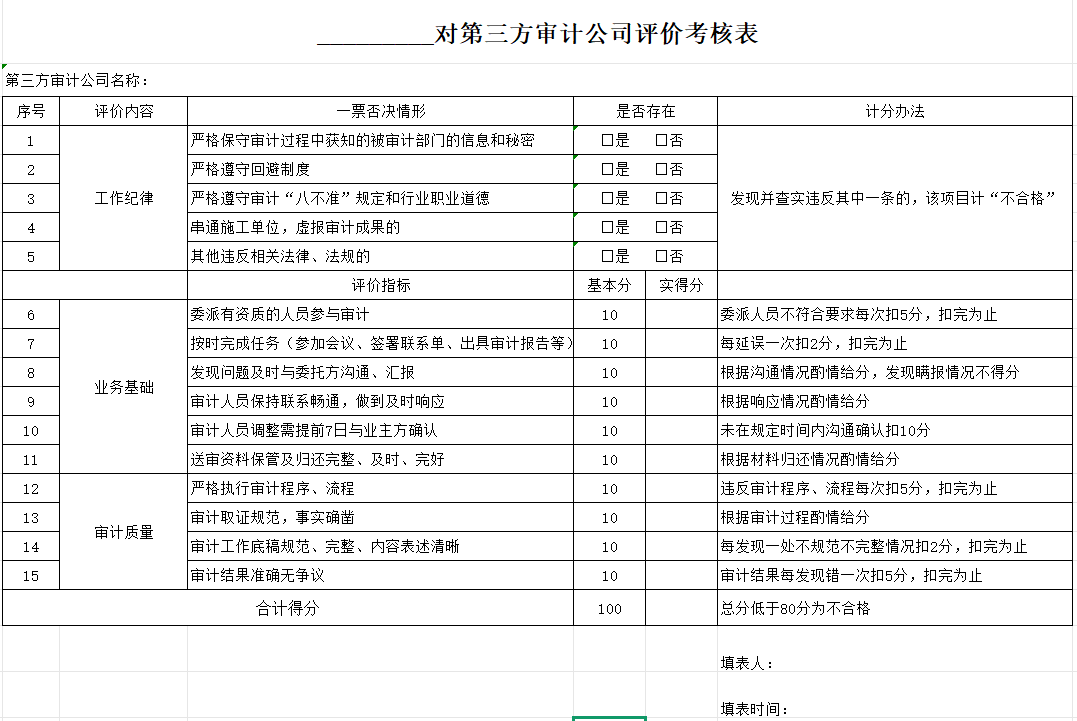 __________对第三方审计公司评价考核表
第三方审计公司名称：
序号 评价内容 一票否决情形 是否存在 计分办法
1 工作纪律 严格保守审计过程中获知的被审计部门的信息和秘密 □是 □否 发现并查实违反其中一条的，该项目计“不合格”
2 严格遵守回避制度 □是 □否
3 严格遵守审计“八不准”规定和行业职业道德 □是 □否
4 串通施工单位，虚报审计成果的 □是 □否
5 其他违反相关法律、法规的 □是 □否
评价指标 基本分 实得分
6 业务基础 委派有资质的人员参与审计 10 委派人员不符合要求每次扣5分，扣完为止
7 按时完成任务（参加会议、签署联系单、出具审计报告等） 10 每延误一次扣2分，扣完为止
8 发现问题及时与委托方沟通、汇报 10 根据沟通情况酌情给分，发现瞒报情况不得分
9 审计人员保持联系畅通，做到及时响应 10 根据响应情况酌情给分
10 审计人员调整需提前7日与业主方确认 10 未在规定时间内沟通确认扣10分
11 送审资料保管及归还完整、及时、完好 10 根据材料归还情况酌情给分
12 审计质量 严格执行审计程序、流程 10 违反审计程序、流程每次扣5分，扣完为止
13 审计取证规范，事实确凿 10 根据审计过程酌情给分
14 审计工作底稿规范、完整、内容表述清晰 10 每发现一处不规范不完整情况扣2分，扣完为止
15 审计结果准确无争议 10 审计结果每发现错一次扣5分，扣完为止
合计得分 100 总分低于80分为不合格
填表人：
填表时间：